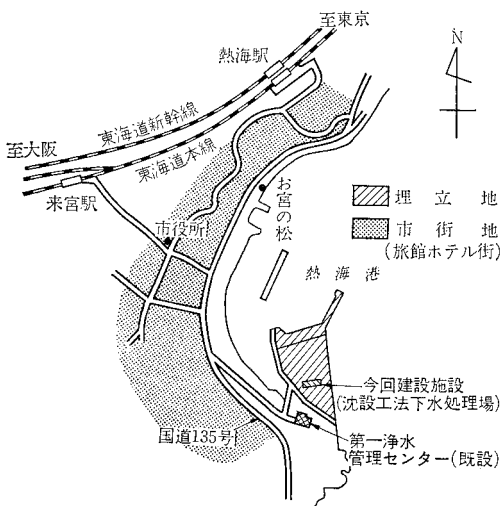 至東京
熱海駅
東海道新幹線
至大阪
東海道本線
来宮駅
お宮の松
市役所
埋立地
市街地
(旅館ホテル街)
熱海港
今回建設施設
(沈設工法下水処理場)
国道135号
第一浄水
管理センター(既設)